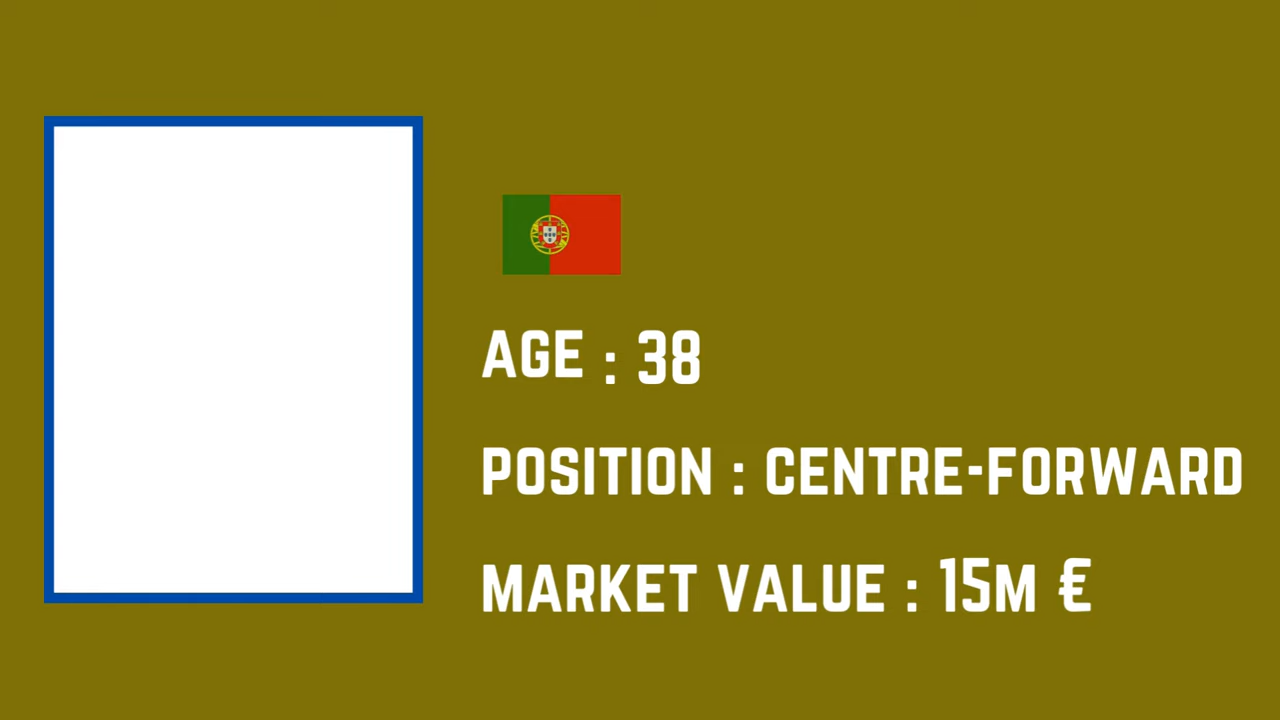 AGE : 38
POSITION : CENTRE-FORWARD
MARKET VALUE : 15M €